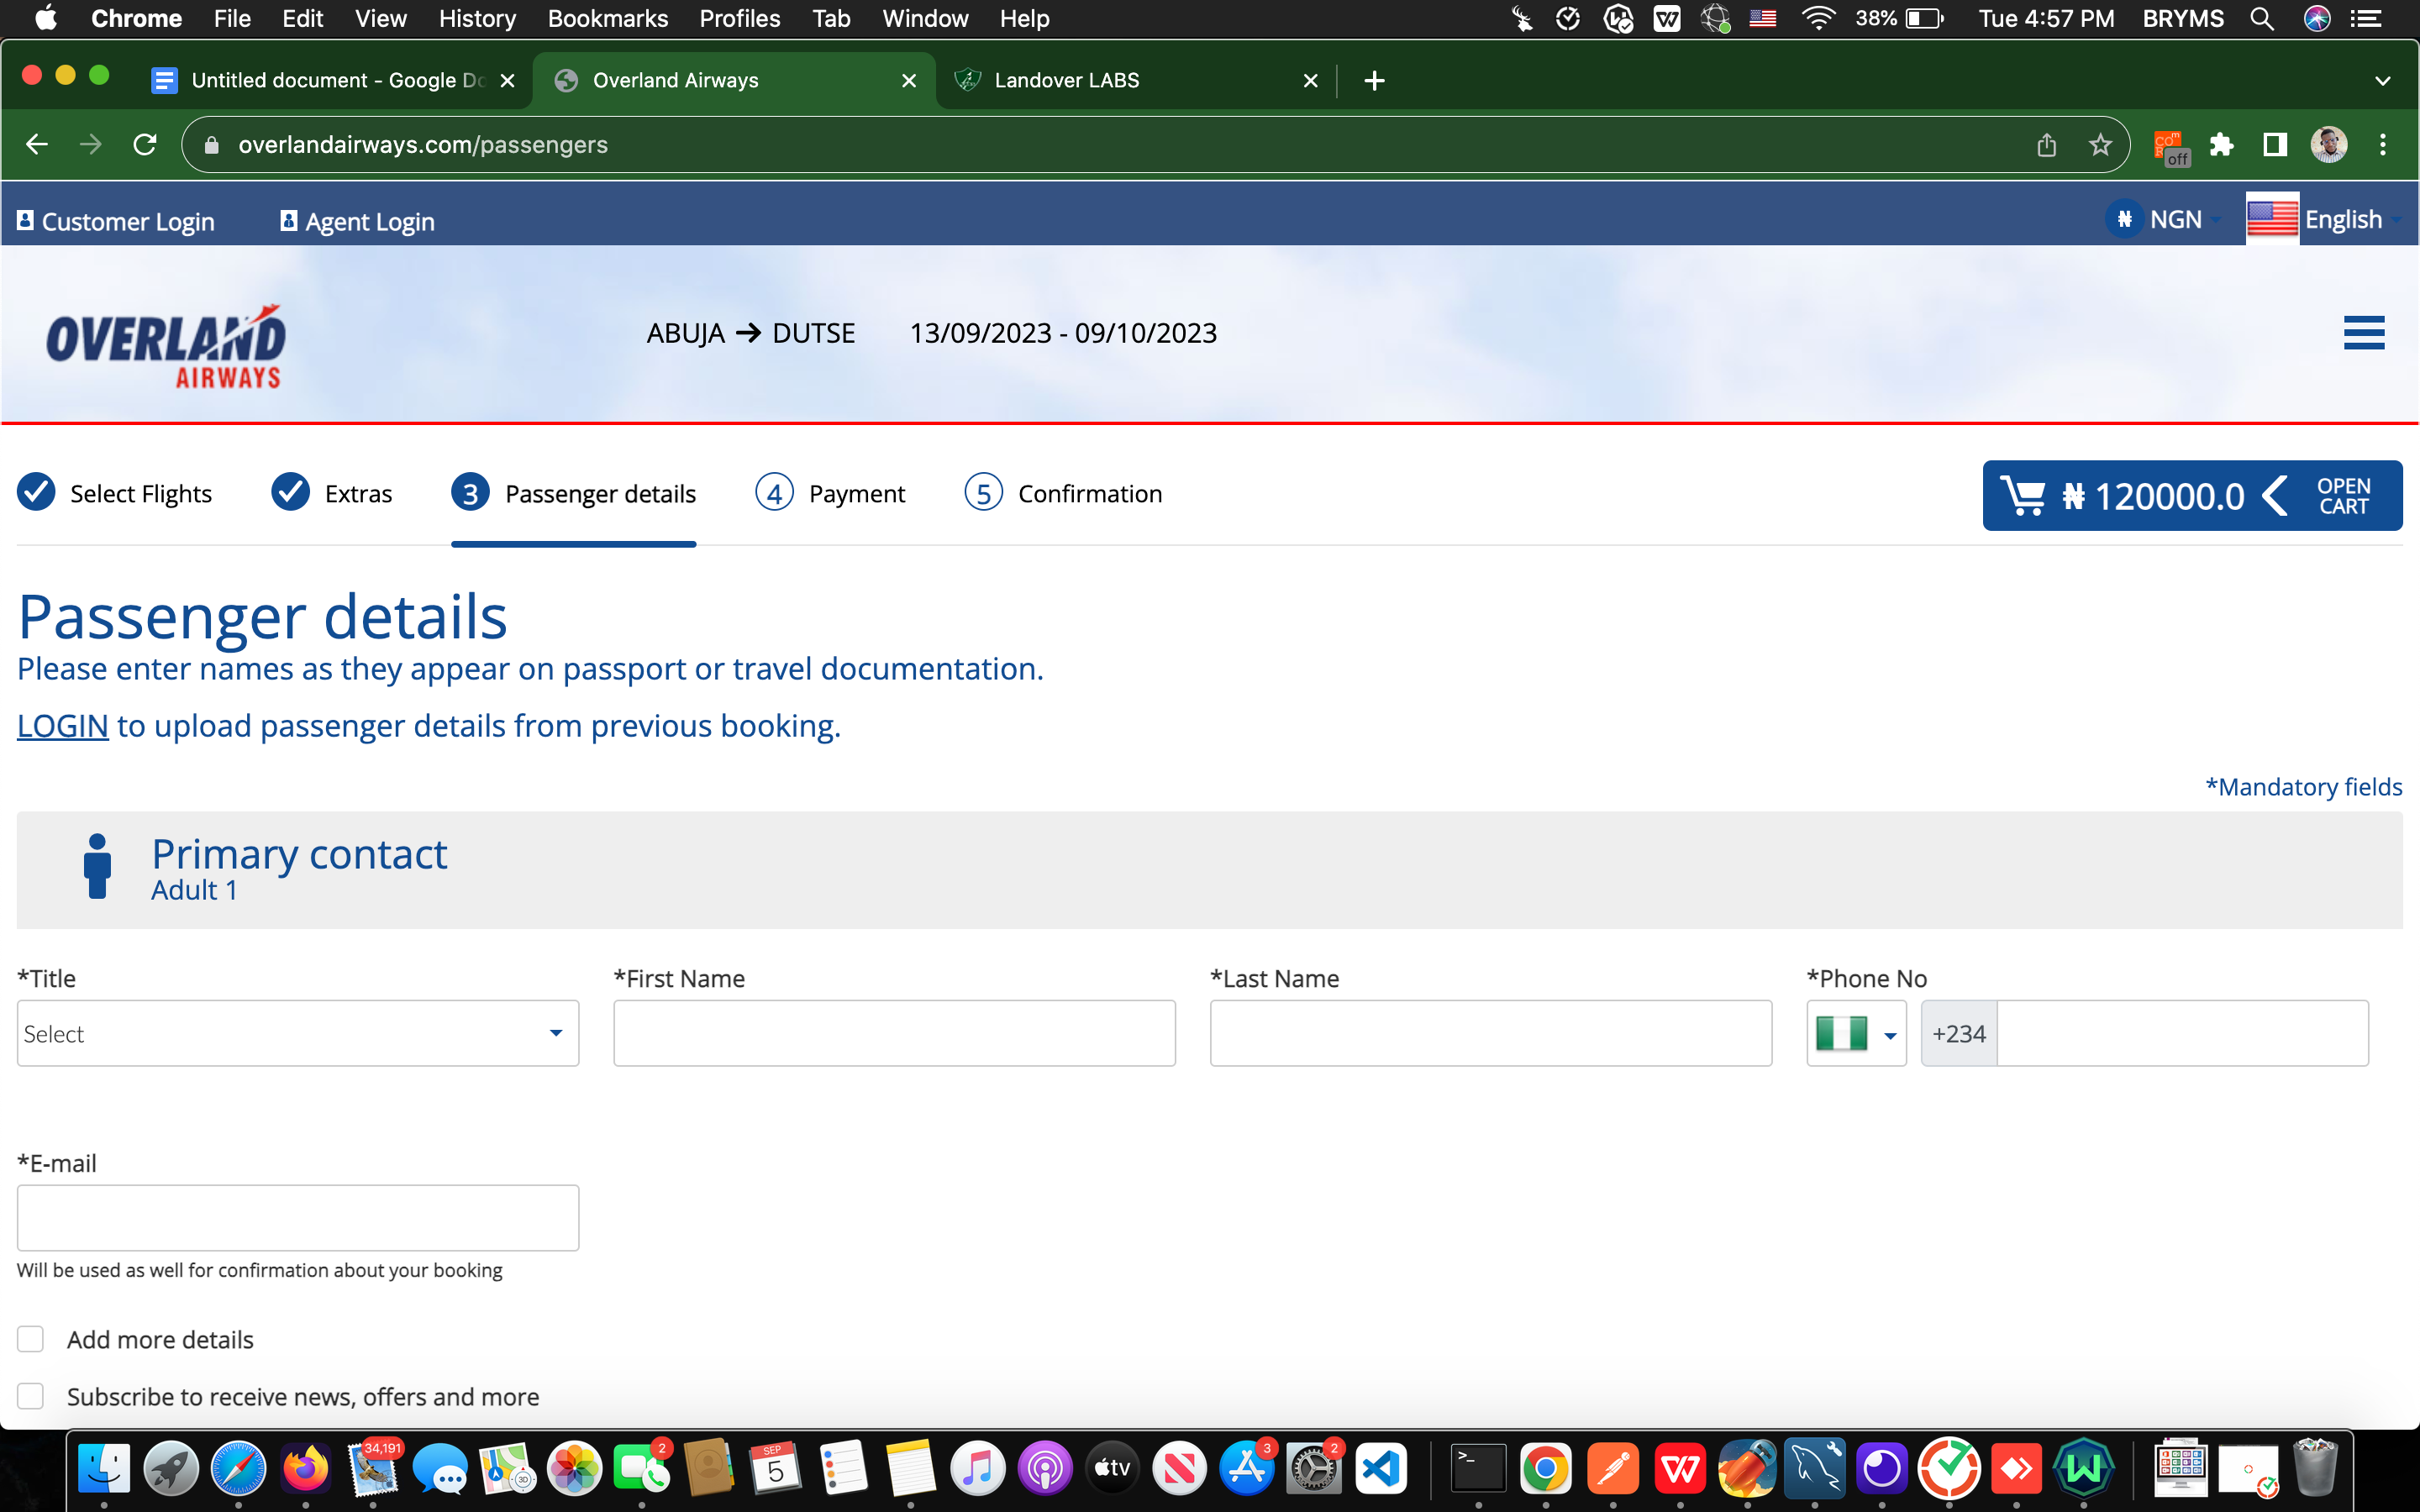 Chrome File Edit View History Bookmarks Profiles Tab Window Help 38% Tue 4:57 PM BRYMS
Untitled document - Google Do
Overland Airways
Landover LABS
overlandairways.com/passengers
off
Customer Login Agent Login
₦ NGN English
OVERLAND
AIRWAYS
ABUJA → DUTSE 13/09/2023 - 09/10/2023
Select Flights Extras 3 Passenger details 4 Payment 5 Confirmation
₦ 120000.0 OPEN
CART
Passenger details
Please enter names as they appear on passport or travel documentation.
LOGIN to upload passenger details from previous booking.
*Mandatory fields
Primary contact
Adult 1
*Title *First Name *Last Name *Phone No
Select +234
*E-mail
Will be used as well for confirmation about your booking
Add more details
Subscribe to receive news, offers and more
34,191 2 SEP 5 3D tv 3 2